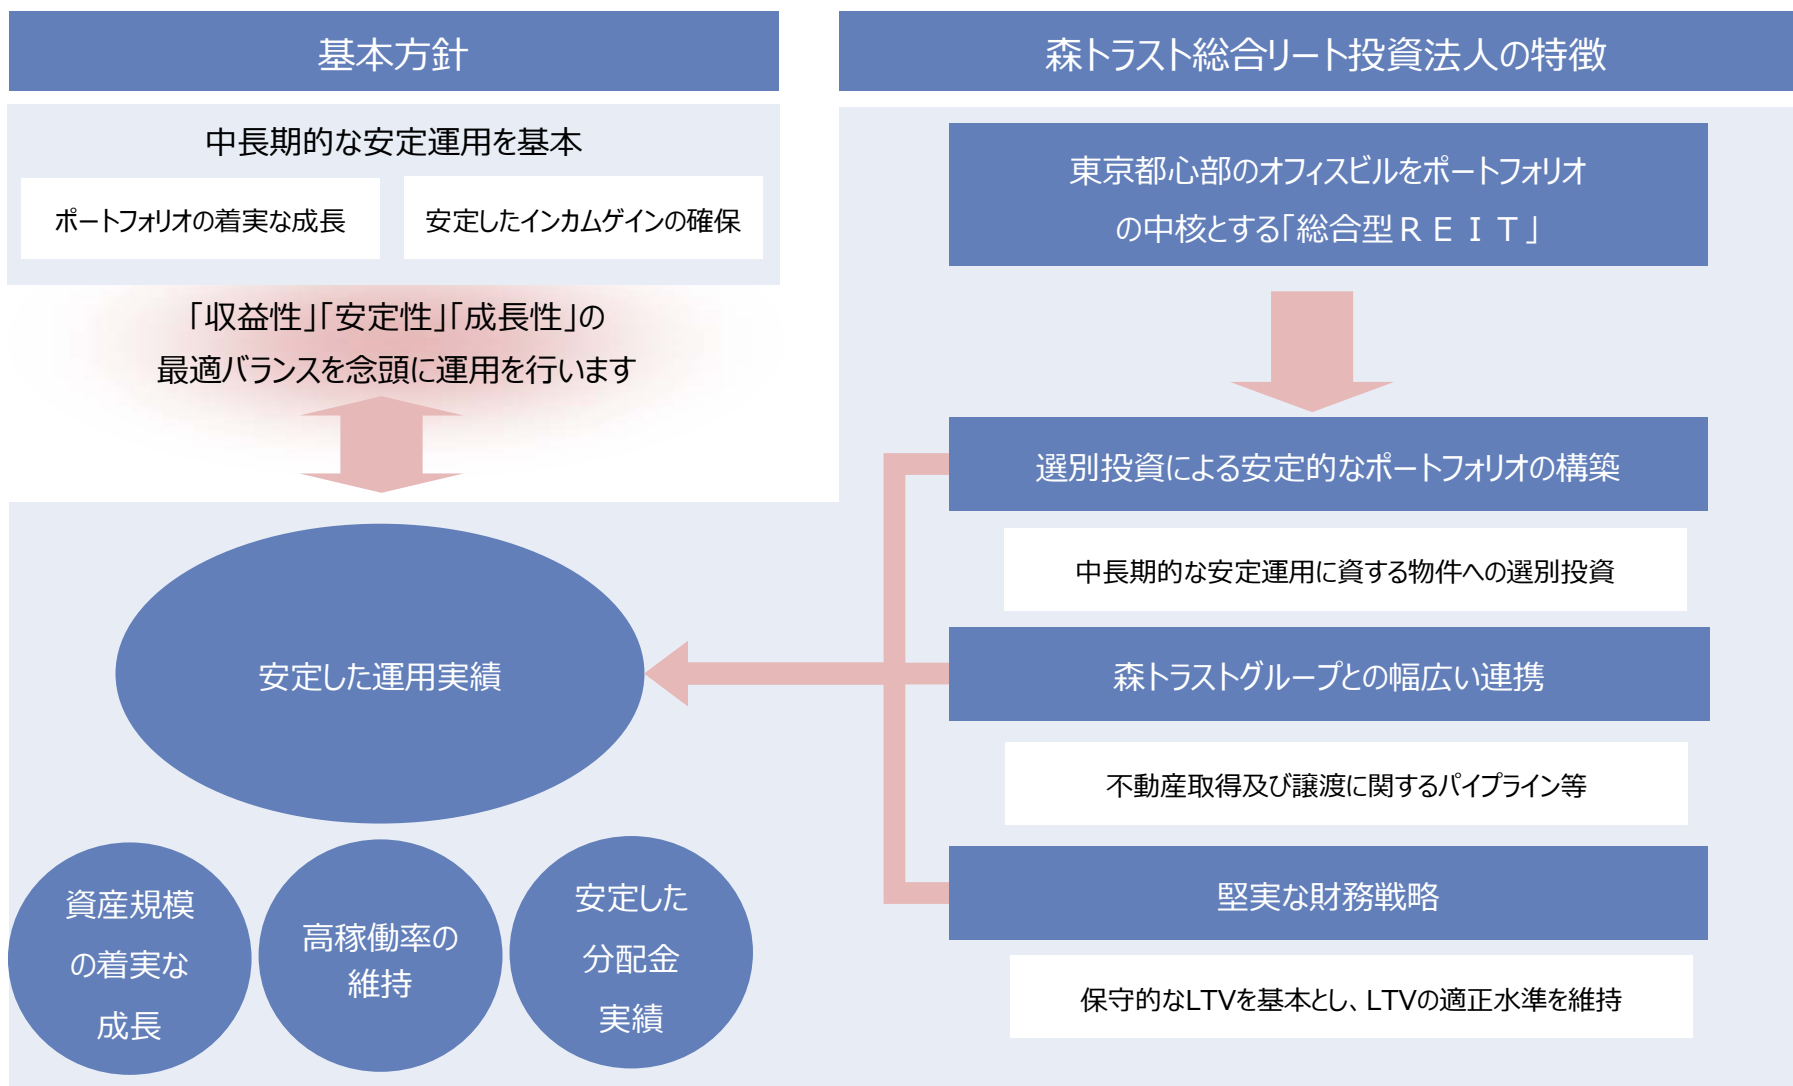 基本方針
中長期的な安定運用を基本
ポートフォリオの着実な成長
安定したインカムゲインの確保
「収益性」「安定性」「成長性」の
最適バランスを念頭に運用を行います
安定した運用実績
資産規模
の着実な
成長
高稼働率の
維持
安定した
分配金
実績
森トラスト総合リート投資法人の特徴
東京都心部のオフィスビルをポートフォリオ
の中核とする「総合型ＲＥＩＴ」
選別投資による安定的なポートフォリオの構築
中長期的な安定運用に資する物件への選別投資
森トラストグループとの幅広い連携
不動産取得及び譲渡に関するパイプライン等
堅実な財務戦略
保守的なLTVを基本とし、LTVの適正水準を維持